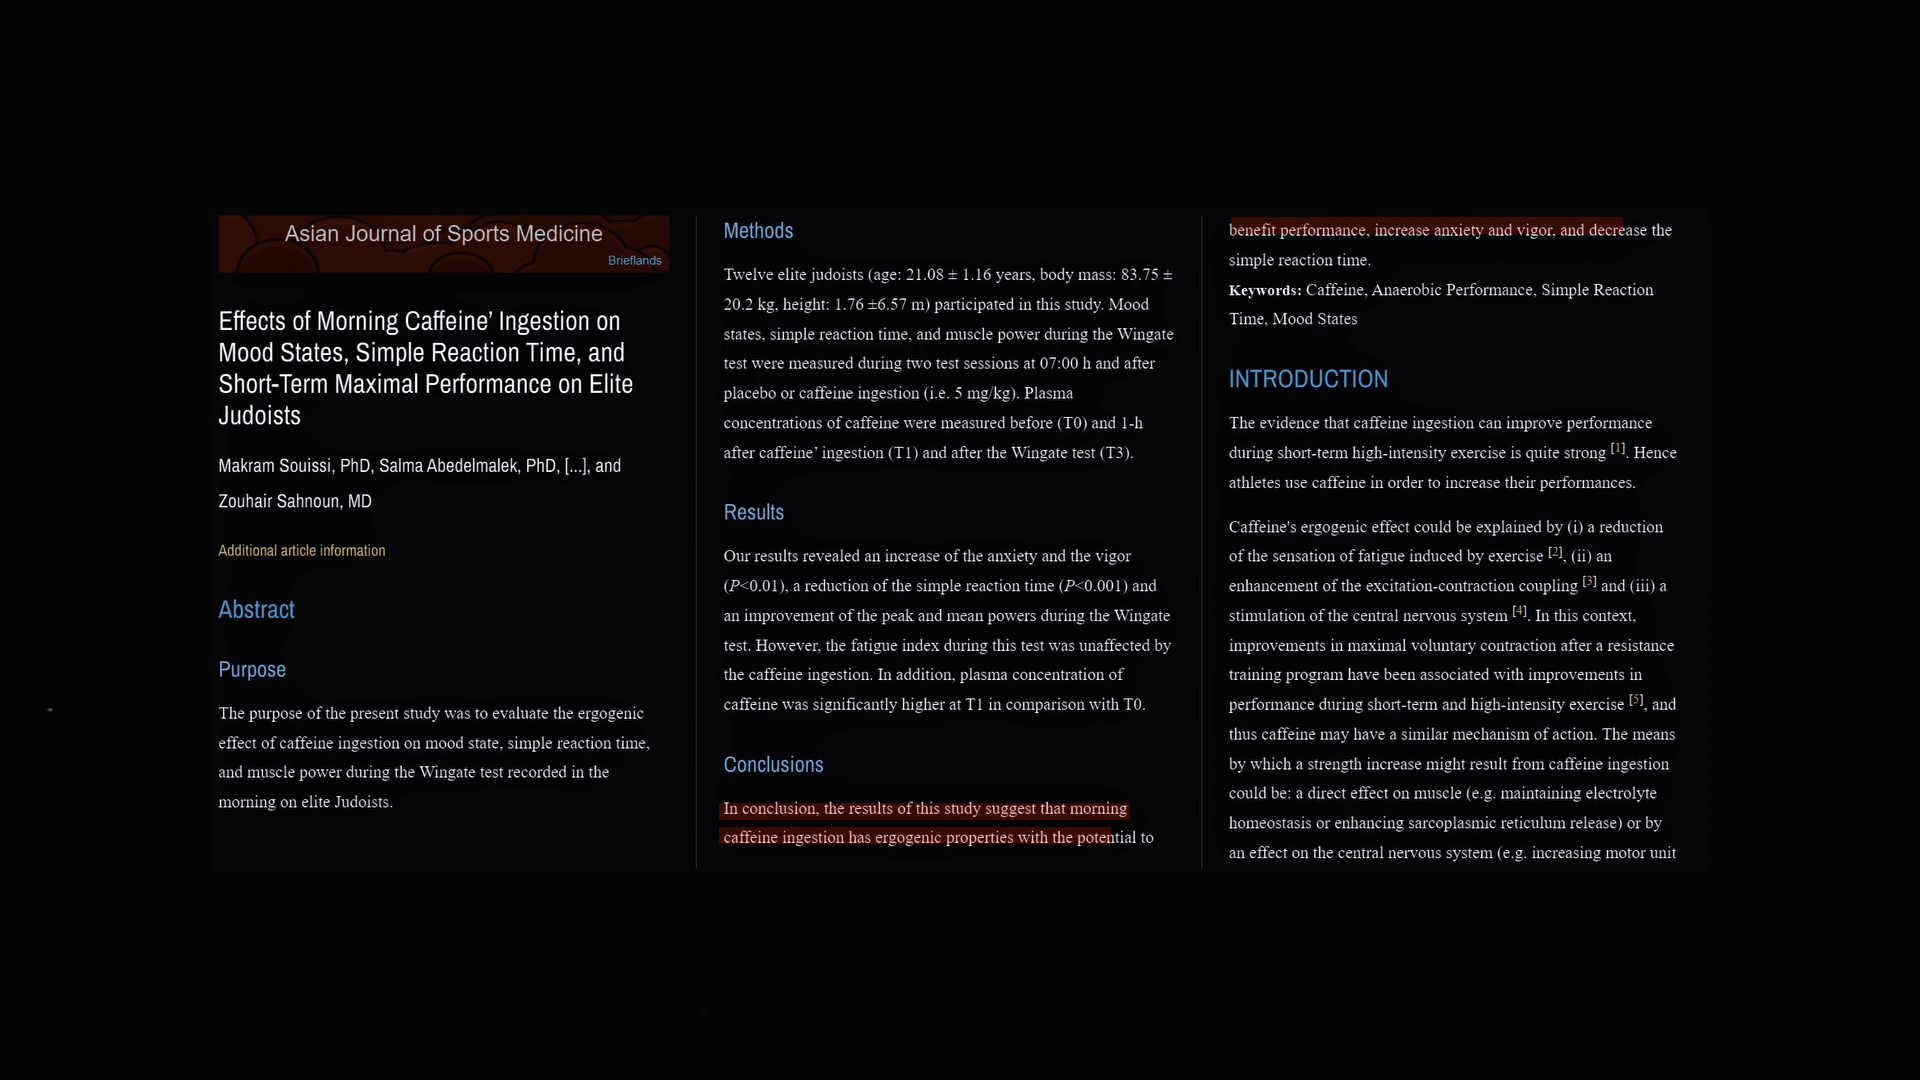 Asian Journal of Sports Medicine
Brieflands
Effects of Morning Caffeine’ Ingestion on
Mood States, Simple Reaction Time, and
Short-Term Maximal Performance on Elite
Judoists
Makram Souissi, PhD, Salma Abedelmalek, PhD, [...], and
Zouhair Sahnoun, MD
Additional article information
Abstract
Purpose
The purpose of the present study was to evaluate the ergogenic
effect of caffeine ingestion on mood state, simple reaction time,
and muscle power during the Wingate test recorded in the
morning on elite Judoists.
Methods
Twelve elite judoists (age: 21.08 ± 1.16 years, body mass: 83.75 ±
20.2 kg, height: 1.76 ±6.57 m) participated in this study. Mood
states, simple reaction time, and muscle power during the Wingate
test were measured during two test sessions at 07:00 h and after
placebo or caffeine ingestion (i.e. 5 mg/kg). Plasma
concentrations of caffeine were measured before (T0) and 1-h
after caffeine’ ingestion (T1) and after the Wingate test (T3).
Results
Our results revealed an increase of the anxiety and the vigor
(P<0.01), a reduction of the simple reaction time (P<0.001) and
an improvement of the peak and mean powers during the Wingate
test. However, the fatigue index during this test was unaffected by
the caffeine ingestion. In addition, plasma concentration of
caffeine was significantly higher at T1 in comparison with T0.
Conclusions
In conclusion, the results of this study suggest that morning
caffeine ingestion has ergogenic properties with the potential to
benefit performance, increase anxiety and vigor, and decrease the
simple reaction time.
Keywords: Caffeine, Anaerobic Performance, Simple Reaction
Time, Mood States
INTRODUCTION
The evidence that caffeine ingestion can improve performance
during short-term high-intensity exercise is quite strong [1]. Hence
athletes use caffeine in order to increase their performances.
Caffeine's ergogenic effect could be explained by (i) a reduction
of the sensation of fatigue induced by exercise [2], (ii) an
enhancement of the excitation-contraction coupling [3] and (iii) a
stimulation of the central nervous system [4]. In this context,
improvements in maximal voluntary contraction after a resistance
training program have been associated with improvements in
performance during short-term and high-intensity exercise [5], and
thus caffeine may have a similar mechanism of action. The means
by which a strength increase might result from caffeine ingestion
could be: a direct effect on muscle (e.g. maintaining electrolyte
homeostasis or enhancing sarcoplasmic reticulum release) or by
an effect on the central nervous system (e.g. increasing motor unit